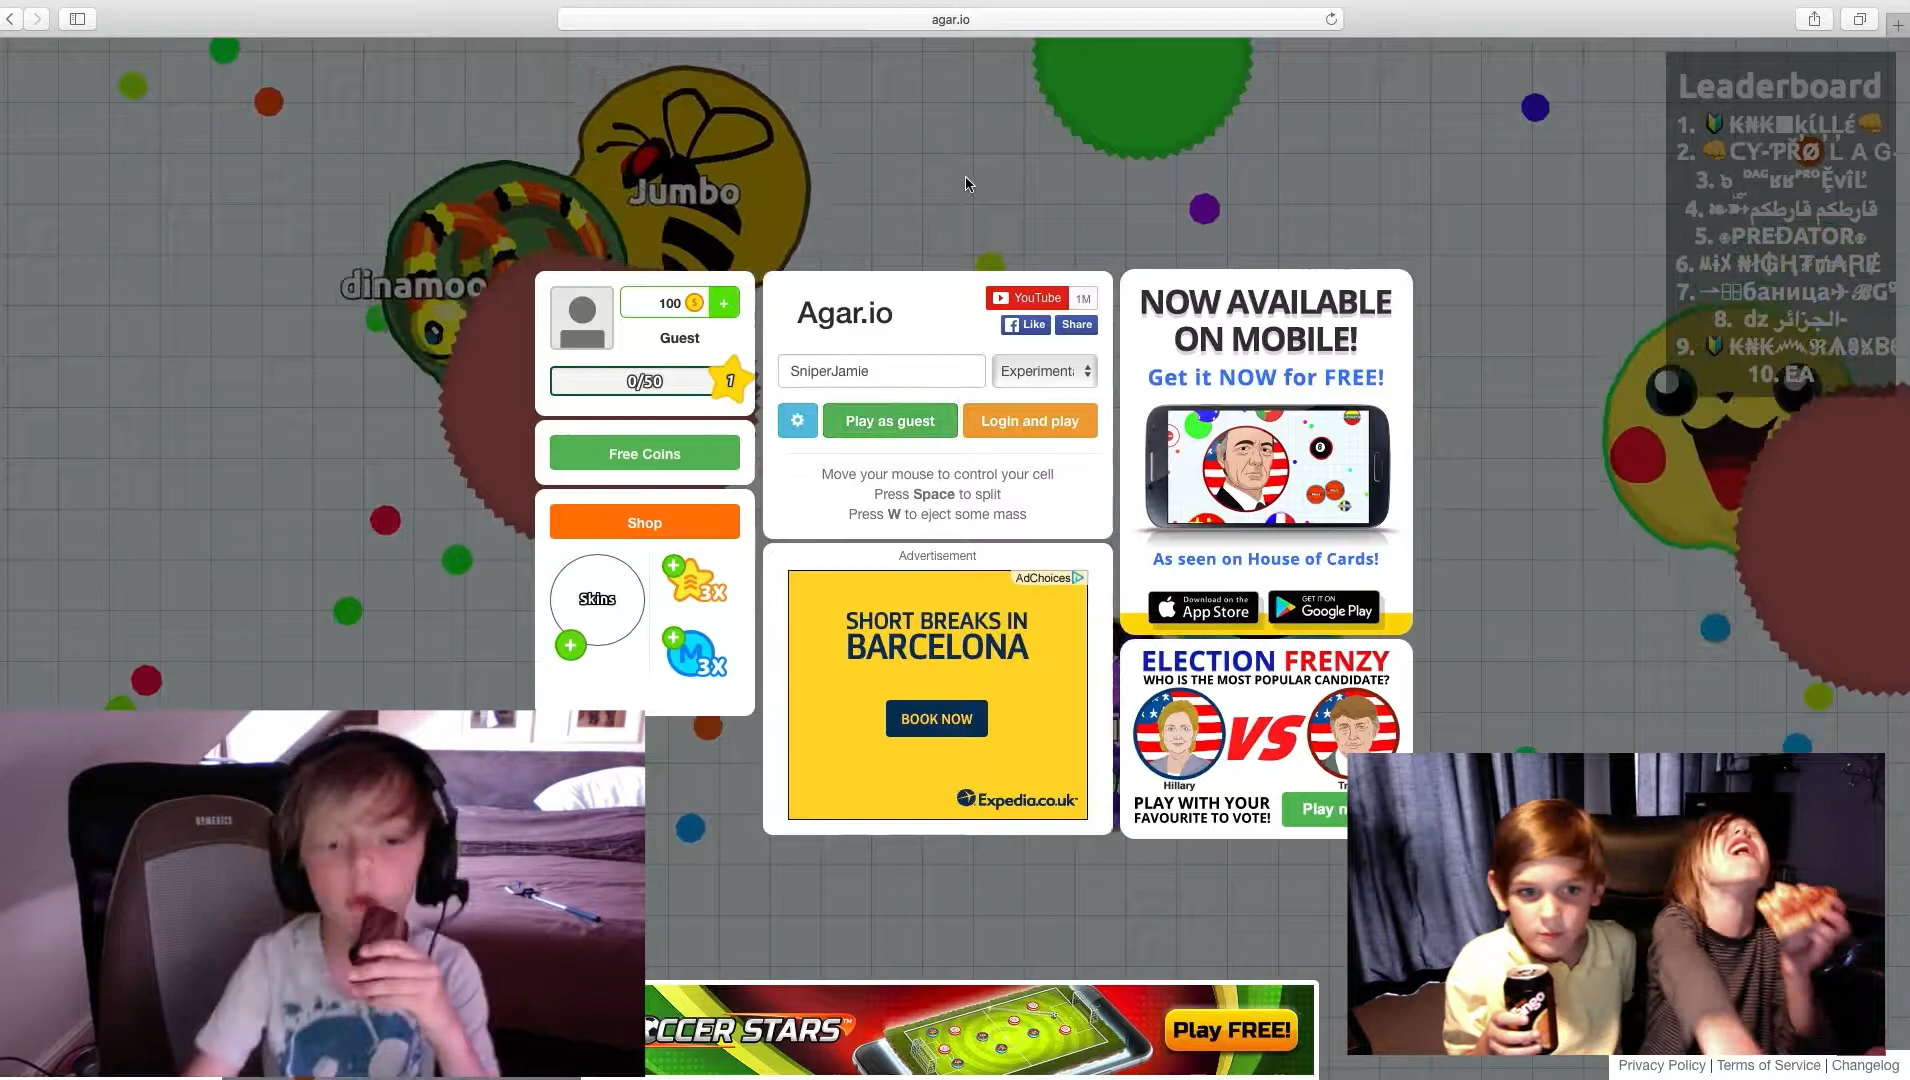 agar.io
Leaderboard
5. PREDATOR
10. EA
Jumbo
dinamoo
100
Guest
0/50
1
Free Coins
Shop
Skins
3X
M
3X
Agar.io
YouTube 1M
Like Share
SniperJamie
Experiment
Play as guest
Login and play
Move your mouse to control your cell
Press Space to split
Press W to eject some mass
Advertisement
AdChoices
SHORT BREAKS IN
BARCELONA
BOOK NOW
Expedia.co.uk
NOW AVAILABLE
ON MOBILE!
Get it NOW for FREE!
8
As seen on House of Cards!
Download on the
App Store
GET IT ON
Google Play
ELECTION FRENZY
WHO IS THE MOST POPULAR CANDIDATE?
VS
Hillary
PLAY WITH YOUR
FAVOURITE TO VOTE!
Play n
HOMEDICS
CCER STARS
Play FREE!
Privacy Policy | Terms of Service | Changelog